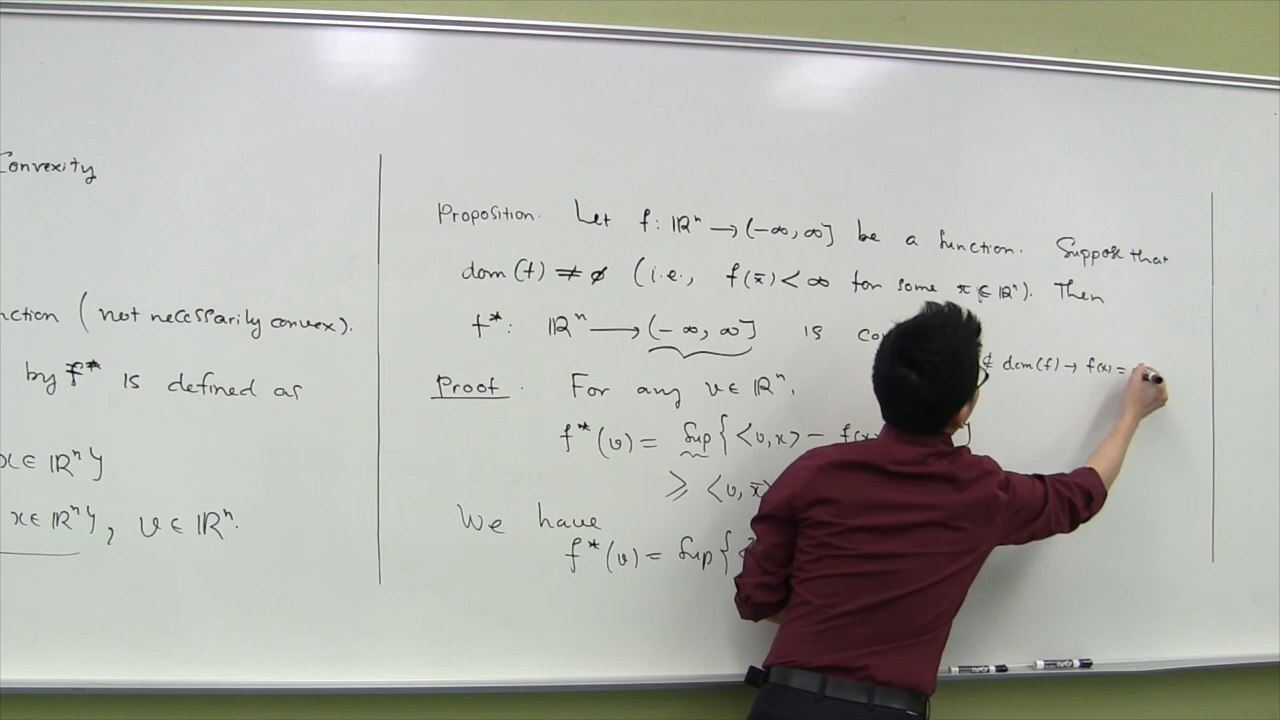 Convexity
nction (not necessarily convex).
by f* is defined as
x ∈ ℝⁿ}
x ∈ ℝⁿ}, v ∈ ℝⁿ.
Proposition. Let f: ℝⁿ → (-∞, ∞] be a function. Suppose that
dom(f) ≠ ∅ (i.e., f(x̄) < ∞ for some x̄ ∈ ℝⁿ). Then
f*: ℝⁿ → (-∞, ∞] is co
∉ dom(f) → f(x) =
Proof. For any v ∈ ℝⁿ,
f*(v) = sup{<v,x> - f(x)
≥ <v, x̄>
We have
f*(v) = sup{<